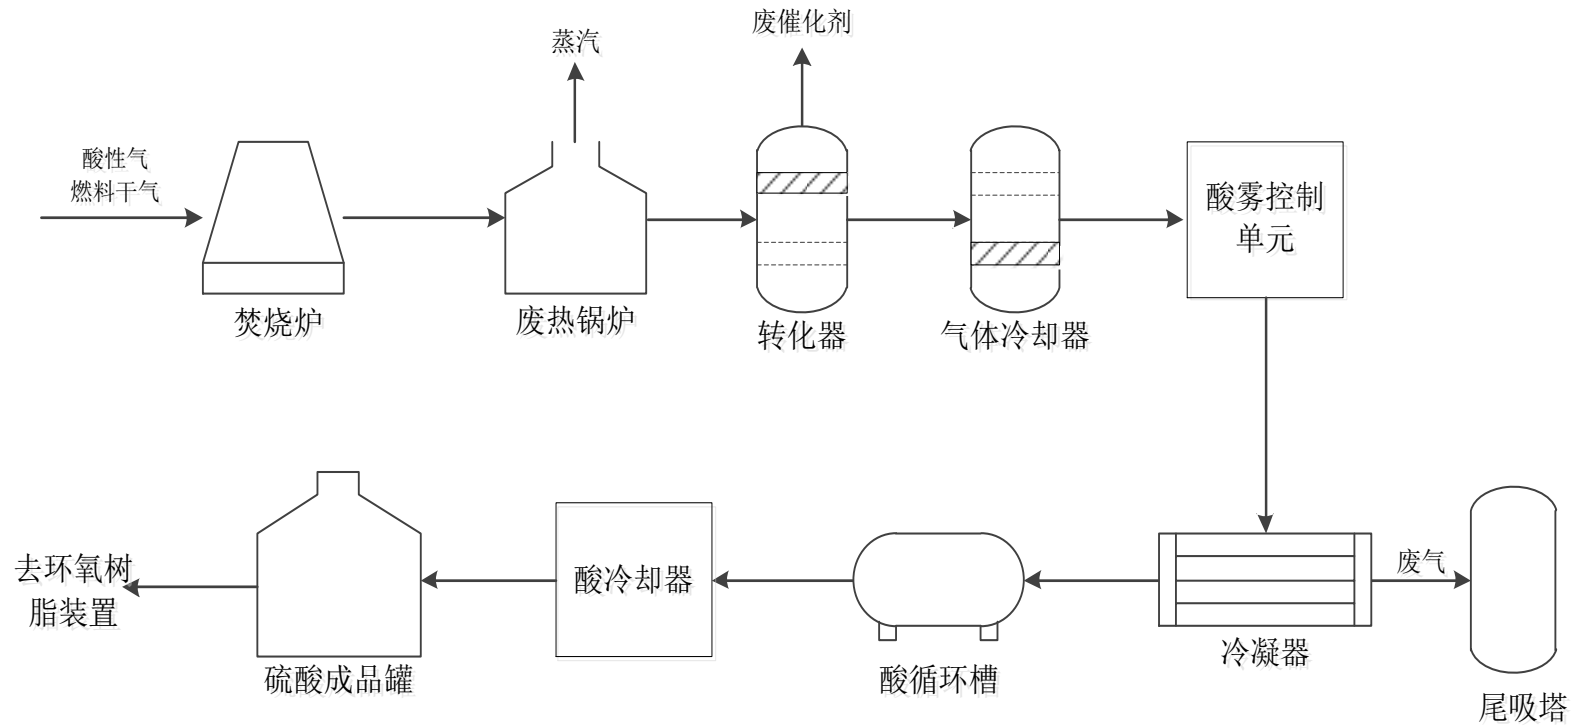 废催化剂
蒸汽
酸性气
燃料干气
酸雾控制
单元
焚烧炉
废热锅炉
转化器
气体冷却器
废气
去环氧树
脂装置
酸冷却器
硫酸成品罐
酸循环槽
冷凝器
尾吸塔